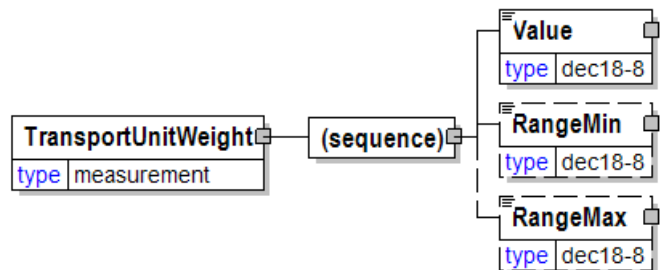 Value
type dec18-8
RangeMin
type dec18-8
TransportUnitWeight
type measurement
(sequence)
RangeMax
type dec18-8